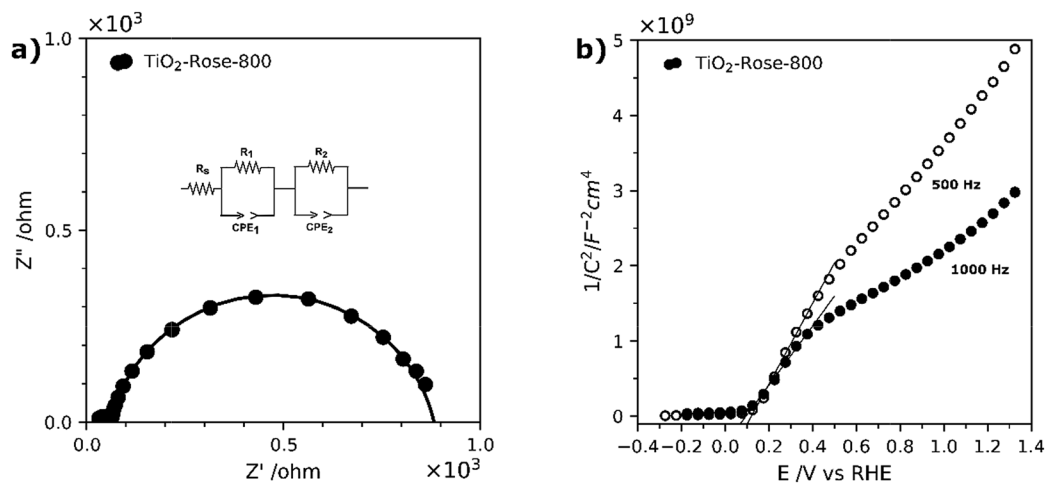 a)
×10³
1.0
0.5
0.0
Z" /ohm
TiO₂-Rose-800
Rs
R1
CPE1
R2
CPE2
0.0 0.5 1.0
Z' /ohm
×10³
b)
×10⁹
5
4
3
2
1
0
1/C²/F⁻²cm⁴
TiO₂-Rose-800
500 Hz
1000 Hz
−0.4 −0.2 0.0 0.2 0.4 0.6 0.8 1.0 1.2 1.4
E /V vs RHE